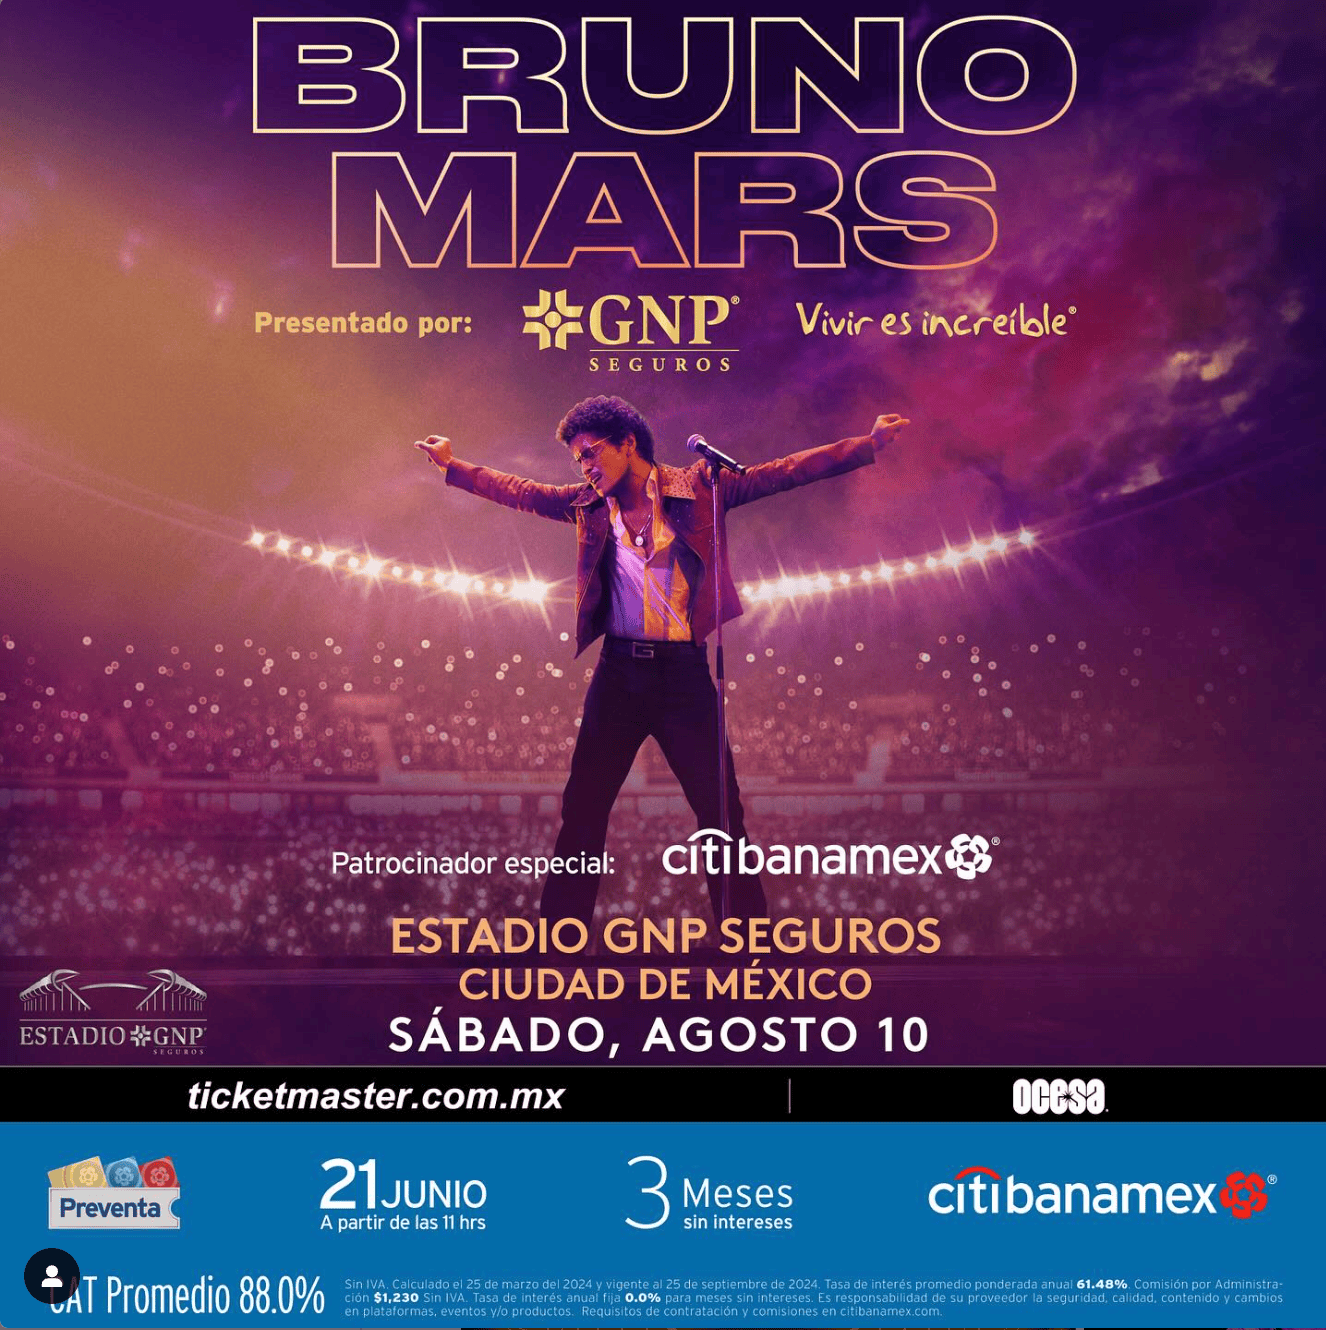 BRUNO
MARS
Presentado por: GNP® Vivir es increíble®
SEGUROS
Patrocinador especial: citibanamex®
ESTADIO GNP SEGUROS
CIUDAD DE MÉXICO
SÁBADO, AGOSTO 10
ESTADIO GNP®
SEGUROS
ticketmaster.com.mx | OCESA.
Preventa
21 JUNIO
A partir de las 11 hrs
3 Meses
sin intereses
citibanamex®
CAT Promedio 88.0%
Sin IVA. Calculado el 25 de marzo del 2024 y vigente al 25 de septiembre de 2024. Tasa de interés promedio ponderada anual 61.48%. Comisión por Administra-
ción $1,230 Sin IVA. Tasa de interés anual fija 0.0% para meses sin intereses. Es responsabilidad de su proveedor la seguridad, calidad, contenido y cambios
en plataformas, eventos y/o productos. Requisitos de contratación y comisiones en citibanamex.com.